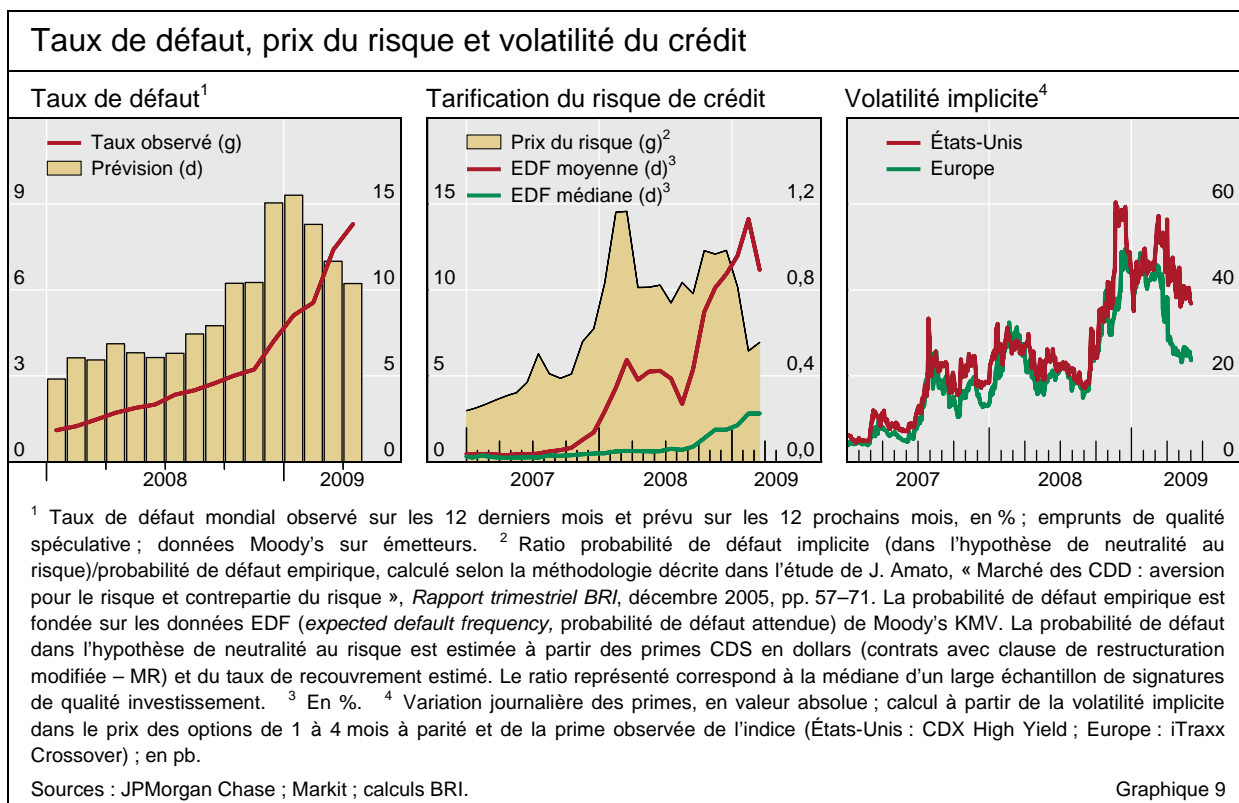 Taux de défaut, prix du risque et volatilité du crédit
Taux de défaut1
Taux observé (g)
Prévision (d)
9
6
3
0
15
10
5
0
2008
2009
Tarification du risque de crédit
Prix du risque (g)2
EDF moyenne (d)3
EDF médiane (d)3
15
10
5
0
1,2
0,8
0,4
0,0
2007
2008
2009
Volatilité implicite4
États-Unis
Europe
60
40
20
0
2007
2008
2009
1 Taux de défaut mondial observé sur les 12 derniers mois et prévu sur les 12 prochains mois, en % ; emprunts de qualité
spéculative ; données Moody's sur émetteurs. 2 Ratio probabilité de défaut implicite (dans l'hypothèse de neutralité au
risque)/probabilité de défaut empirique, calculé selon la méthodologie décrite dans l'étude de J. Amato, « Marché des CDD : aversion
pour le risque et contrepartie du risque », Rapport trimestriel BRI, décembre 2005, pp. 57–71. La probabilité de défaut empirique est
fondée sur les données EDF (expected default frequency, probabilité de défaut attendue) de Moody's KMV. La probabilité de défaut
dans l'hypothèse de neutralité au risque est estimée à partir des primes CDS en dollars (contrats avec clause de restructuration
modifiée – MR) et du taux de recouvrement estimé. Le ratio représenté correspond à la médiane d'un large échantillon de signatures
de qualité investissement. 3 En %. 4 Variation journalière des primes, en valeur absolue ; calcul à partir de la volatilité implicite
dans le prix des options de 1 à 4 mois à parité et de la prime observée de l'indice (États-Unis : CDX High Yield ; Europe : iTraxx
Crossover) ; en pb.
Sources : JPMorgan Chase ; Markit ; calculs BRI.
Graphique 9